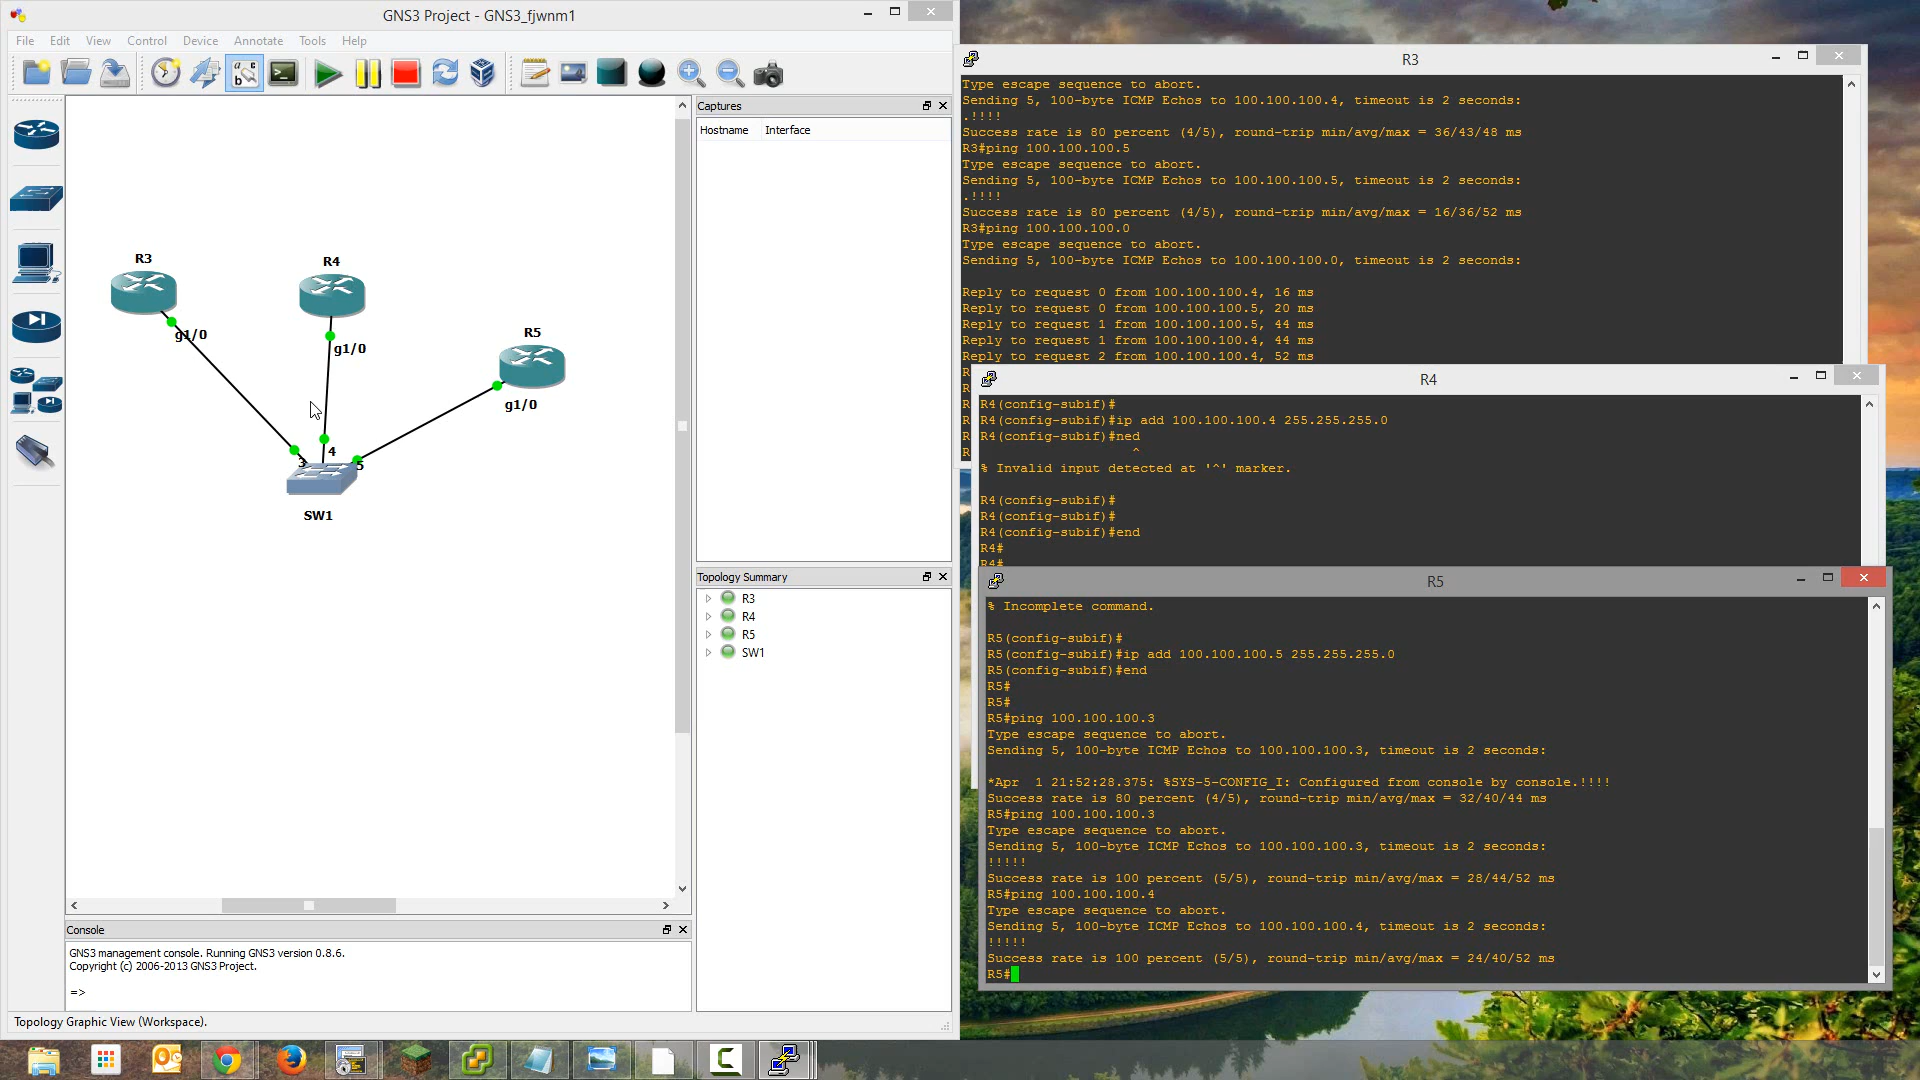 GNS3 Project - GNS3_fjwnm1
File Edit View Control Device Annotate Tools Help
R3
R4
R5
g1/0
g1/0
g1/0
3
4
5
SW1
Captures
Hostname Interface
Topology Summary
R3
R4
R5
SW1
Console
GNS3 management console. Running GNS3 version 0.8.6.
Copyright (c) 2006-2013 GNS3 Project.
=>
Topology Graphic View (Workspace).
R3
Type escape sequence to abort.
Sending 5, 100-byte ICMP Echos to 100.100.100.4, timeout is 2 seconds:
.!!!!
Success rate is 80 percent (4/5), round-trip min/avg/max = 36/43/48 ms
R3#ping 100.100.100.5
Type escape sequence to abort.
Sending 5, 100-byte ICMP Echos to 100.100.100.5, timeout is 2 seconds:
.!!!!
Success rate is 80 percent (4/5), round-trip min/avg/max = 16/36/52 ms
R3#ping 100.100.100.0
Type escape sequence to abort.
Sending 5, 100-byte ICMP Echos to 100.100.100.0, timeout is 2 seconds:
Reply to request 0 from 100.100.100.4, 16 ms
Reply to request 0 from 100.100.100.5, 20 ms
Reply to request 1 from 100.100.100.5, 44 ms
Reply to request 1 from 100.100.100.4, 44 ms
Reply to request 2 from 100.100.100.4, 52 ms
R4
R4(config-subif)#
R4(config-subif)#ip add 100.100.100.4 255.255.255.0
R4(config-subif)#ned
^
% Invalid input detected at '^' marker.
R4(config-subif)#
R4(config-subif)#
R4(config-subif)#end
R4#
R4#
R5
% Incomplete command.
R5(config-subif)#
R5(config-subif)#ip add 100.100.100.5 255.255.255.0
R5(config-subif)#end
R5#
R5#
R5#ping 100.100.100.3
Type escape sequence to abort.
Sending 5, 100-byte ICMP Echos to 100.100.100.3, timeout is 2 seconds:
*Apr  1 21:52:28.375: %SYS-5-CONFIG_I: Configured from console by console.!!!!
Success rate is 80 percent (4/5), round-trip min/avg/max = 32/40/44 ms
R5#ping 100.100.100.3
Type escape sequence to abort.
Sending 5, 100-byte ICMP Echos to 100.100.100.3, timeout is 2 seconds:
!!!!!
Success rate is 100 percent (5/5), round-trip min/avg/max = 28/44/52 ms
R5#ping 100.100.100.4
Type escape sequence to abort.
Sending 5, 100-byte ICMP Echos to 100.100.100.4, timeout is 2 seconds:
!!!!!
Success rate is 100 percent (5/5), round-trip min/avg/max = 24/40/52 ms
R5#